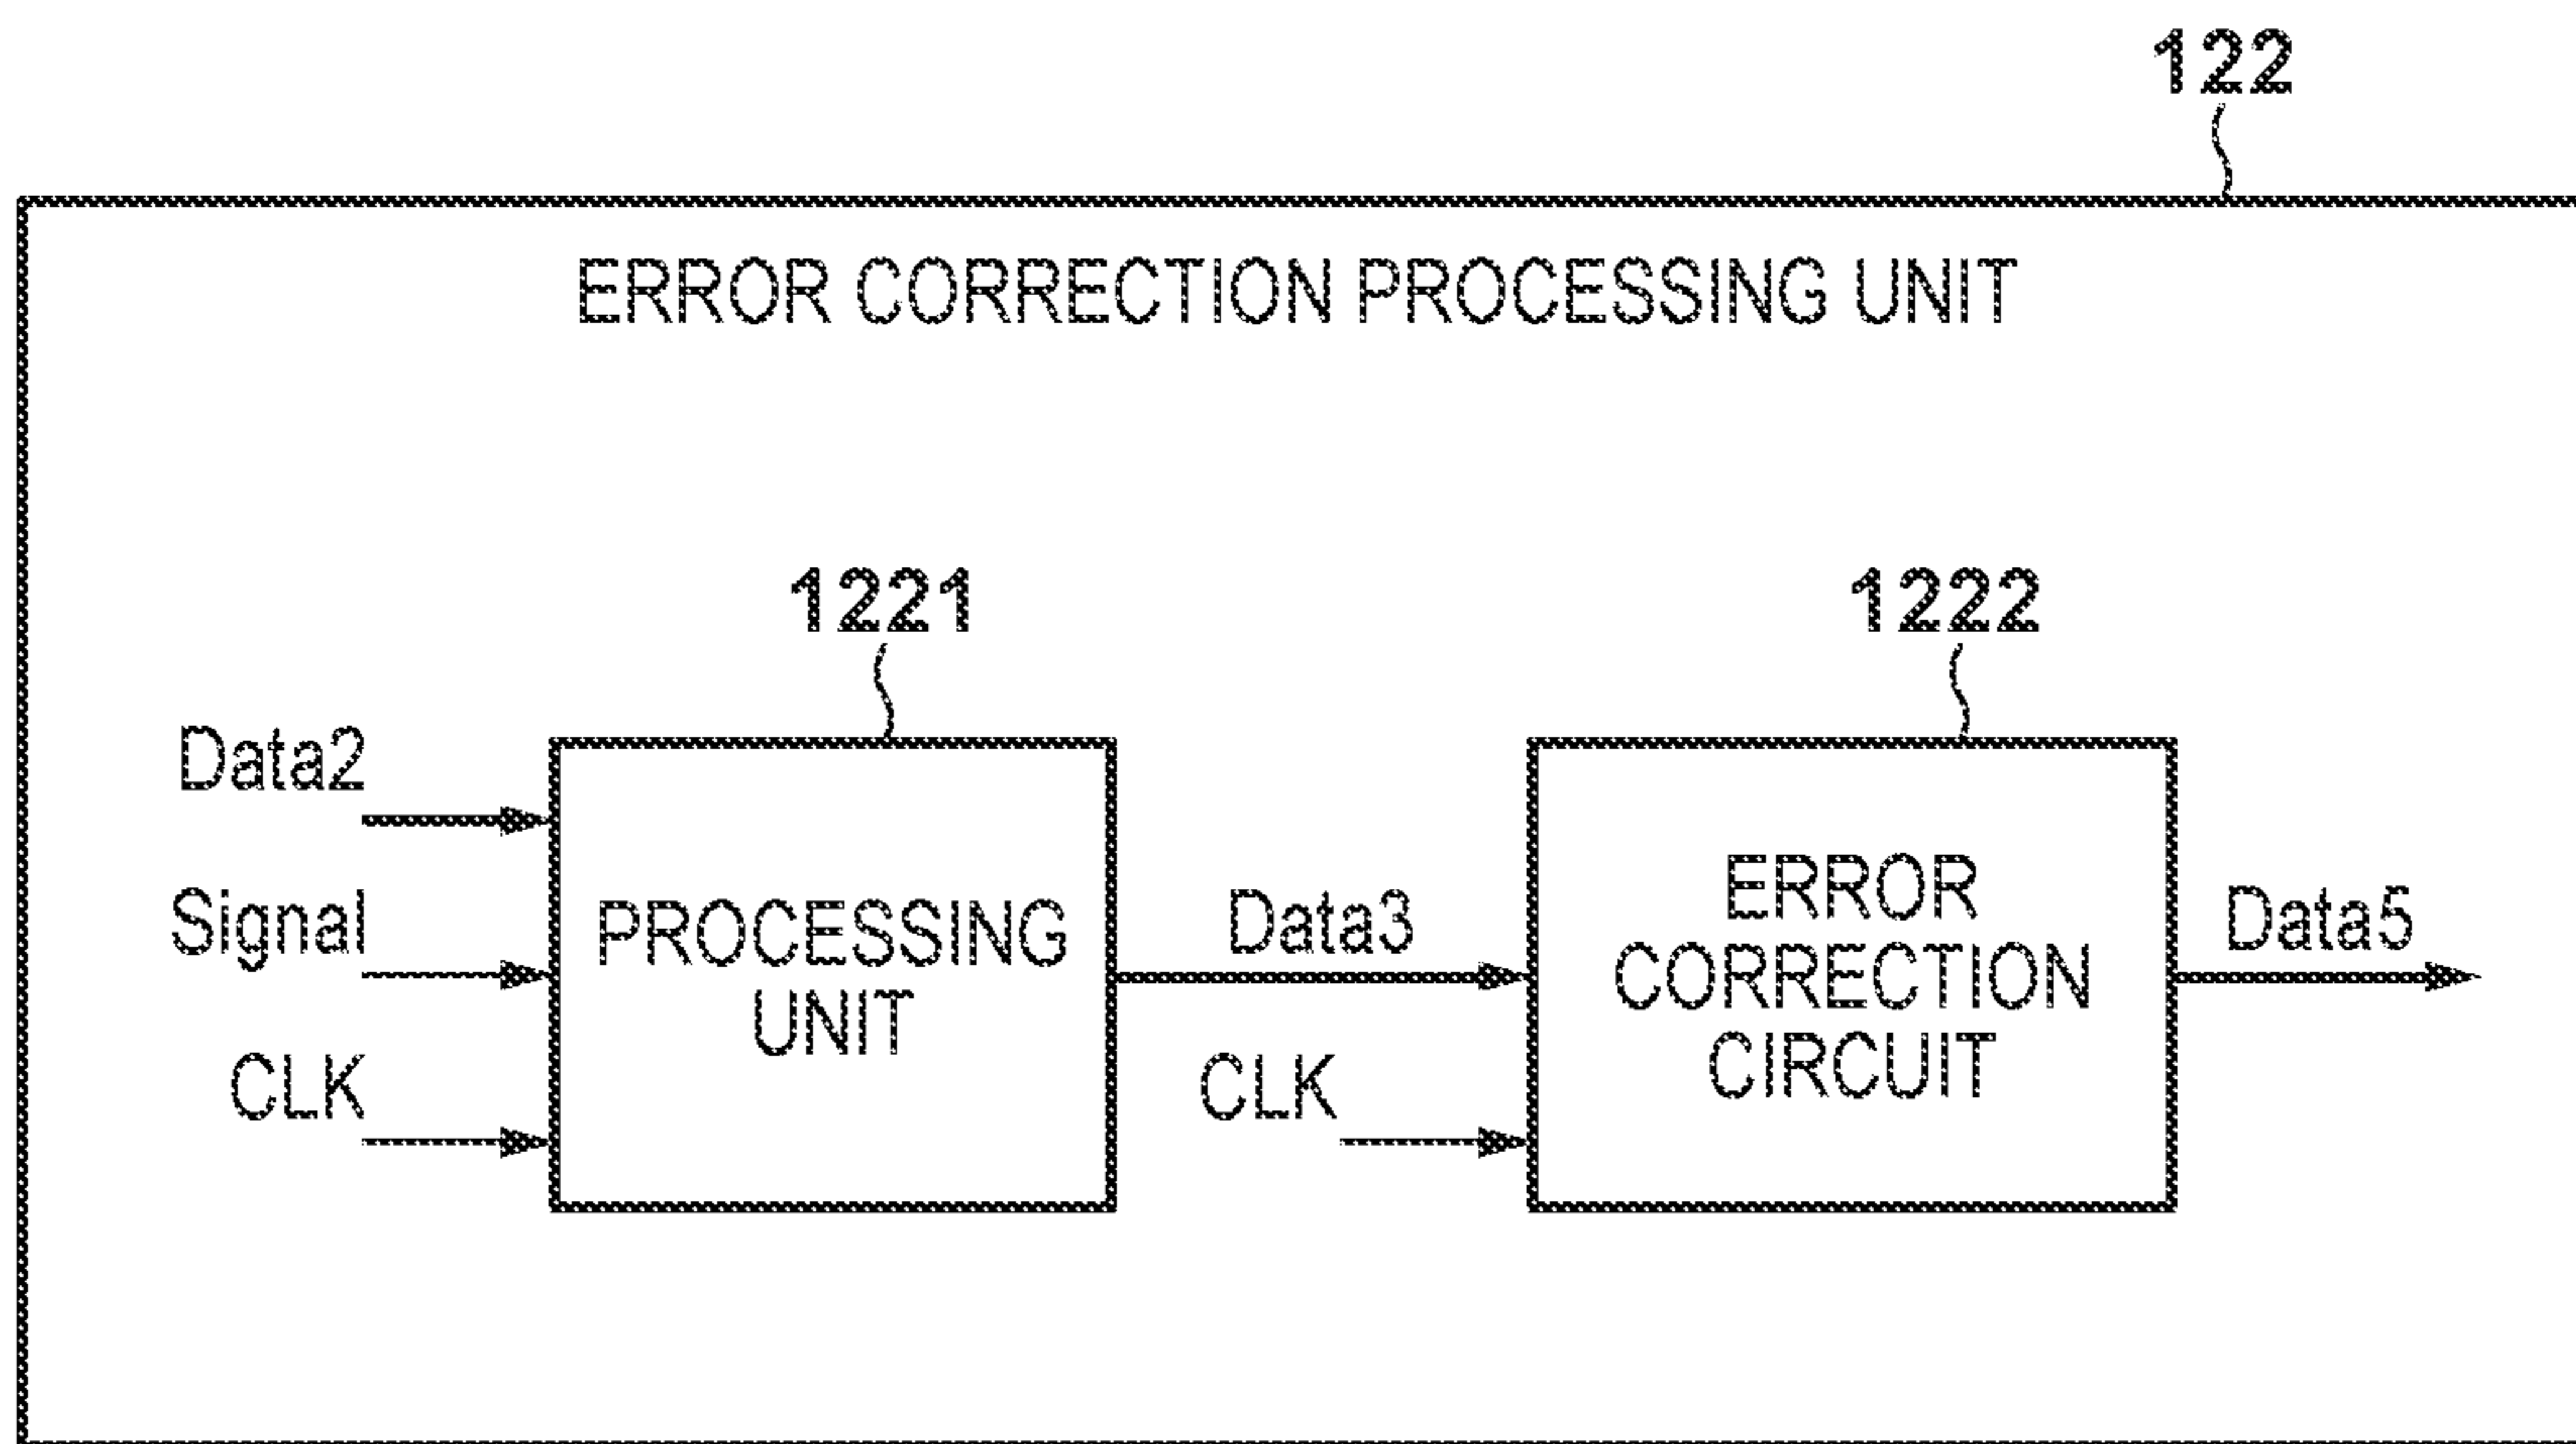 122
ERROR CORRECTION PROCESSING UNIT
1221
1222
Data2
Signal
CLK
PROCESSING
UNIT
Data3
CLK
ERROR
CORRECTION
CIRCUIT
Data5